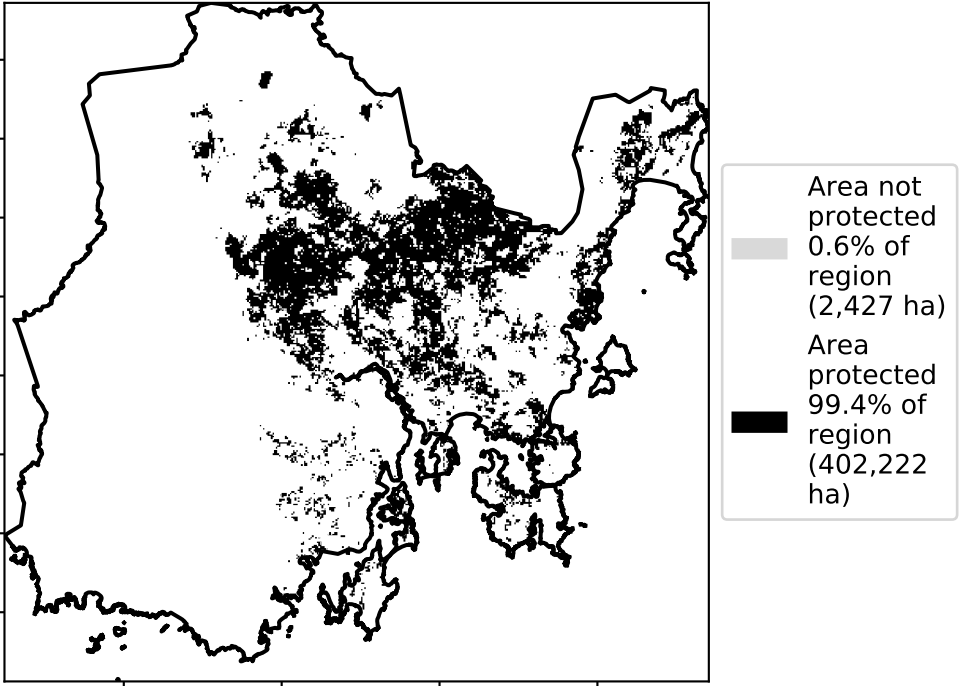 Area not
protected
0.6% of
region
(2,427 ha)
Area
protected
99.4% of
region
(402,222
ha)